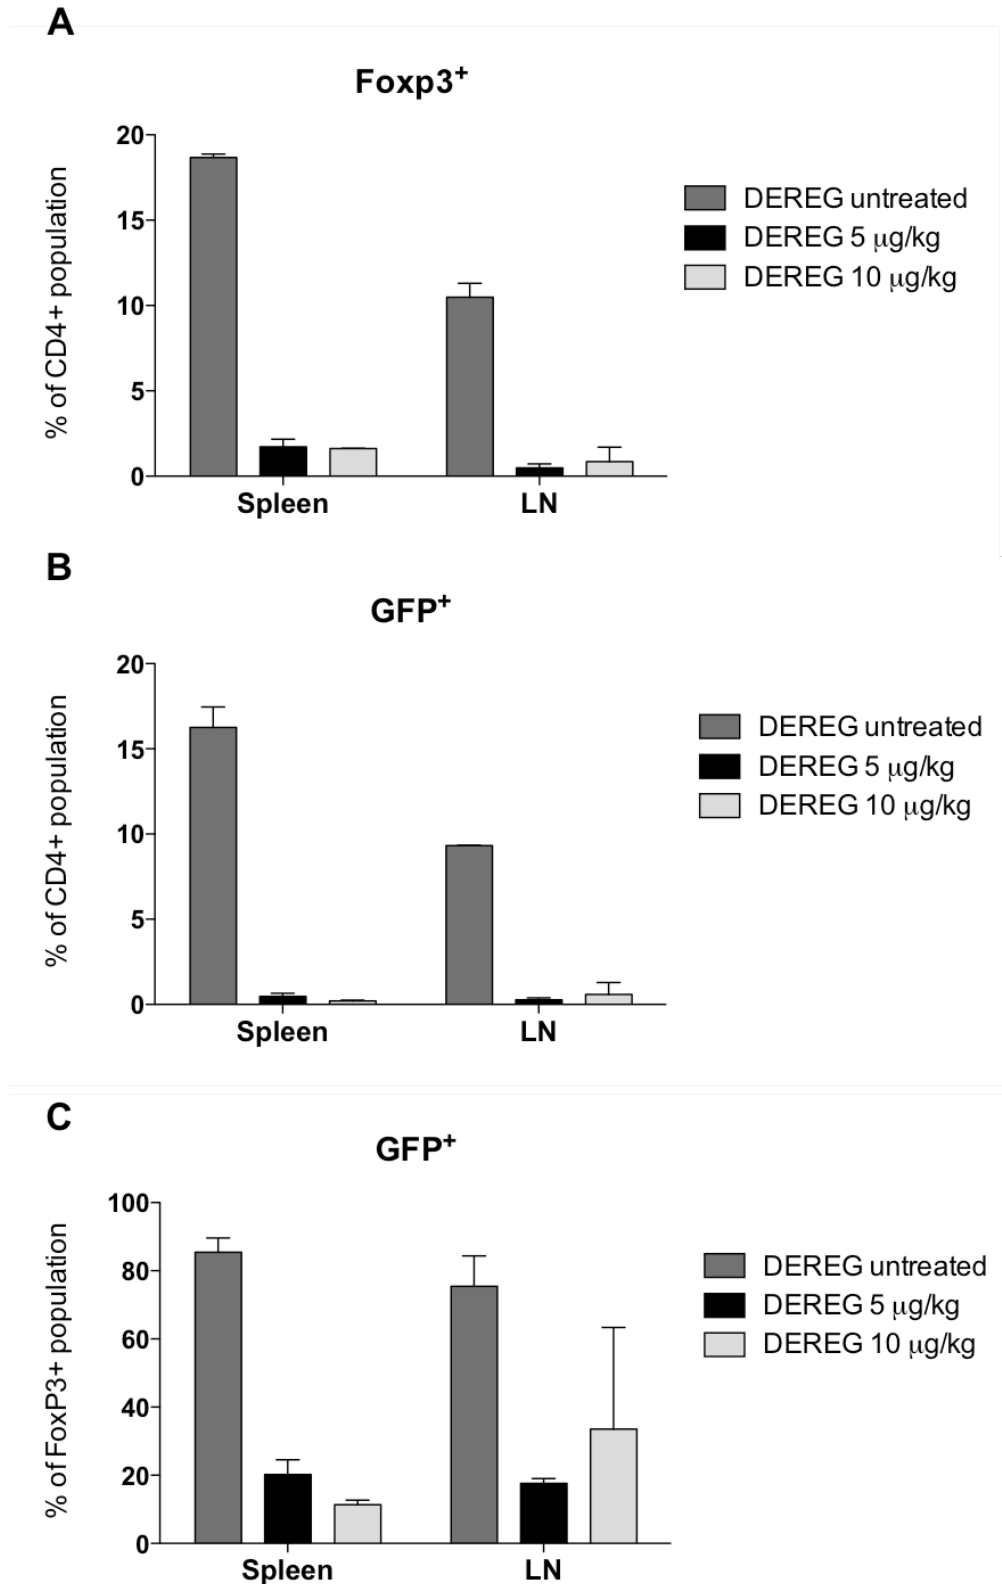 A
Foxp3⁺
% of CD4+ population
20
15
10
5
0
Spleen
LN
DEREG untreated
DEREG 5 µg/kg
DEREG 10 µg/kg
B
GFP⁺
% of CD4+ population
20
15
10
5
0
Spleen
LN
DEREG untreated
DEREG 5 µg/kg
DEREG 10 µg/kg
C
GFP⁺
% of FoxP3+ population
100
80
60
40
20
0
Spleen
LN
DEREG untreated
DEREG 5 µg/kg
DEREG 10 µg/kg